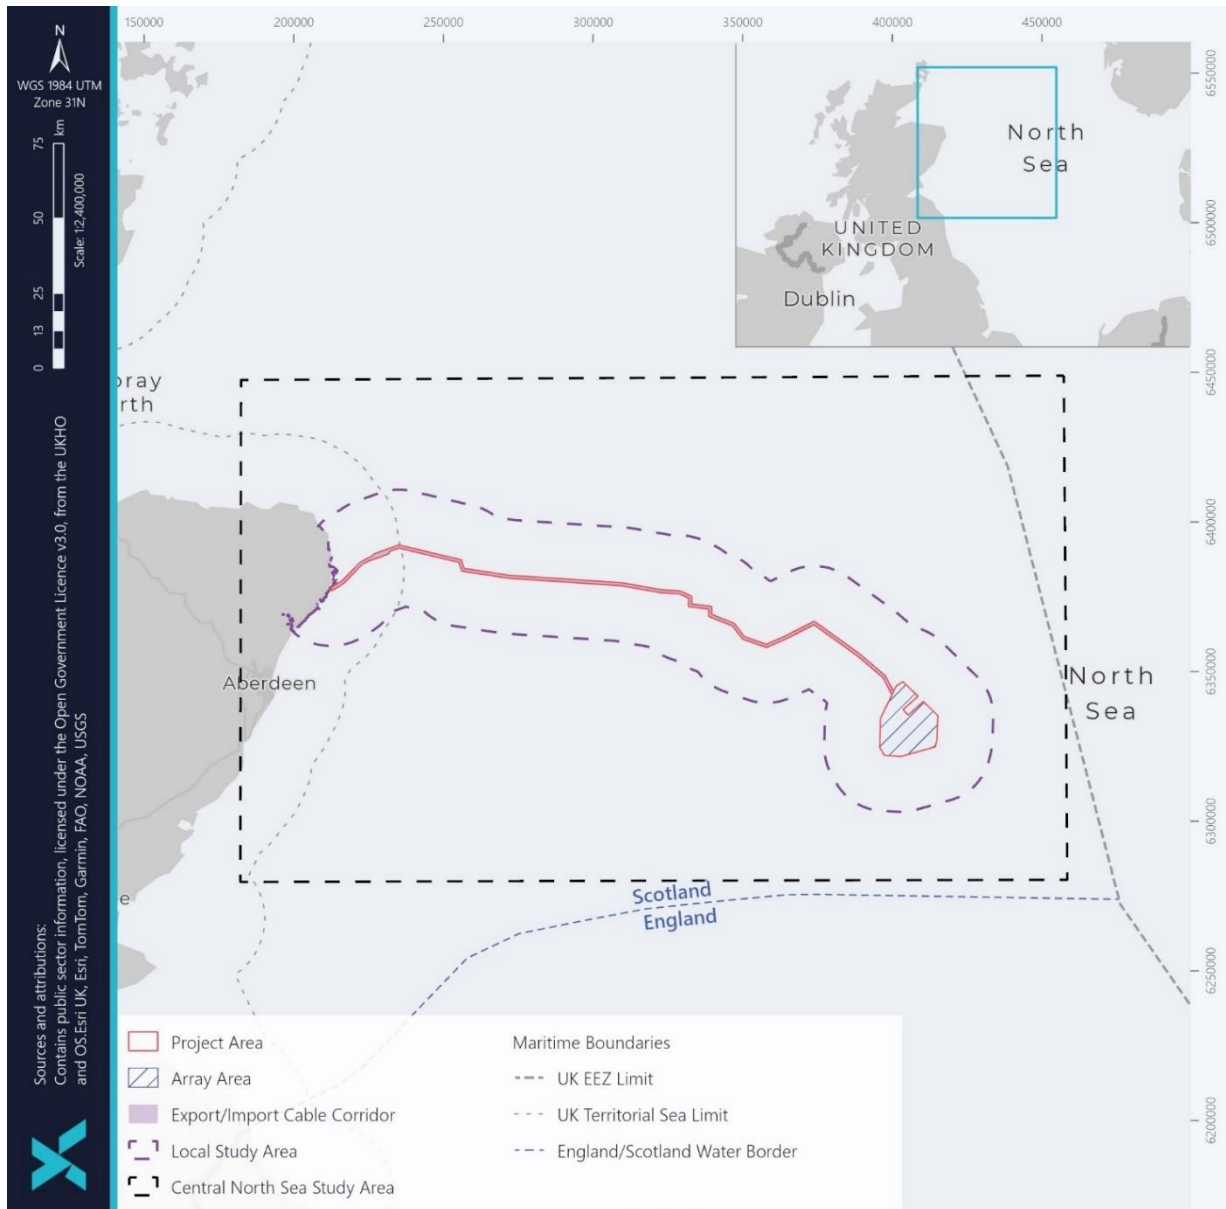 150000
200000
250000
300000
350000
400000
450000
N
WGS 1984 UTM
Zone 31N
75
50
25
13
0
km
Scale: 1:2,400,000
Sources and attributions:
Contains public sector information, licensed under the Open Government Licence v3.0, from the UKHO
and OS.Esri UK, Esri, TomTom, Garmin, FAO, NOAA, USGS
North
Sea
UNITED
KINGDOM
Dublin
6550000
6500000
6450000
6400000
6350000
6300000
6250000
6200000
oray
rth
Aberdeen
North
Sea
e
Scotland
England
Project Area
Array Area
Export/Import Cable Corridor
Local Study Area
Central North Sea Study Area
Maritime Boundaries
UK EEZ Limit
UK Territorial Sea Limit
England/Scotland Water Border